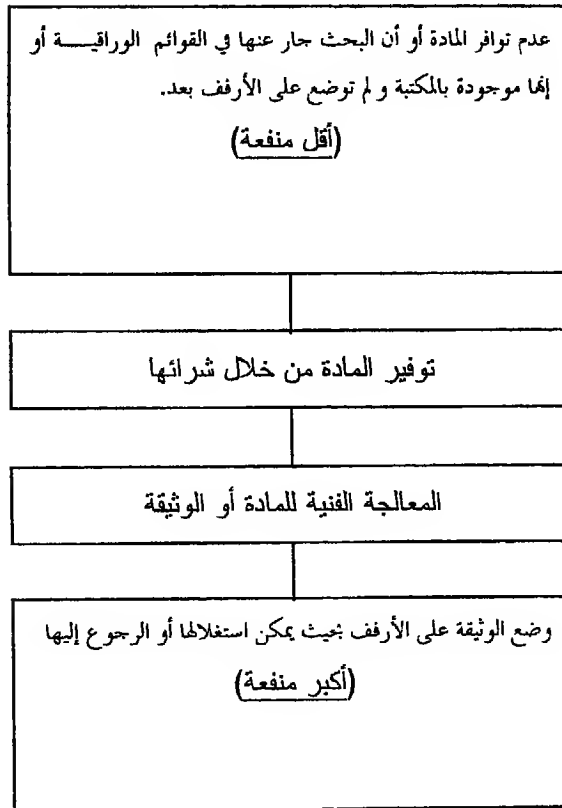 عدم توافر المادة أو أن البحث جار عنها في القوائم الوراقيـــة أو
إنها موجودة بالمكتبة و لم توضع على الأرفف بعد.
(أقل منفعة)
توفير المادة من خلال شرائها
المعالجة الفنية للمادة أو الوثيقة
وضع الوثيقة على الأرفف بحيث يمكن استغلالها أو الرجوع إليها
(أكبر منفعة)